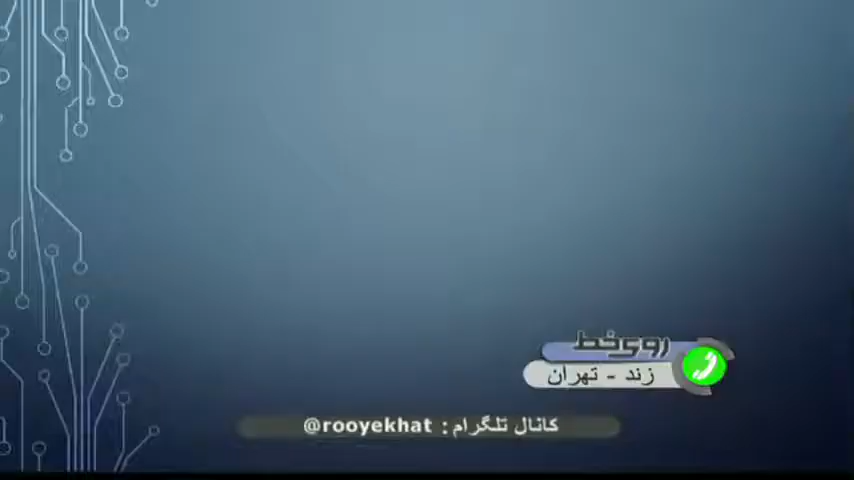 روی‌خط
زند - تهران
کانال تلگرام : @rooyekhat